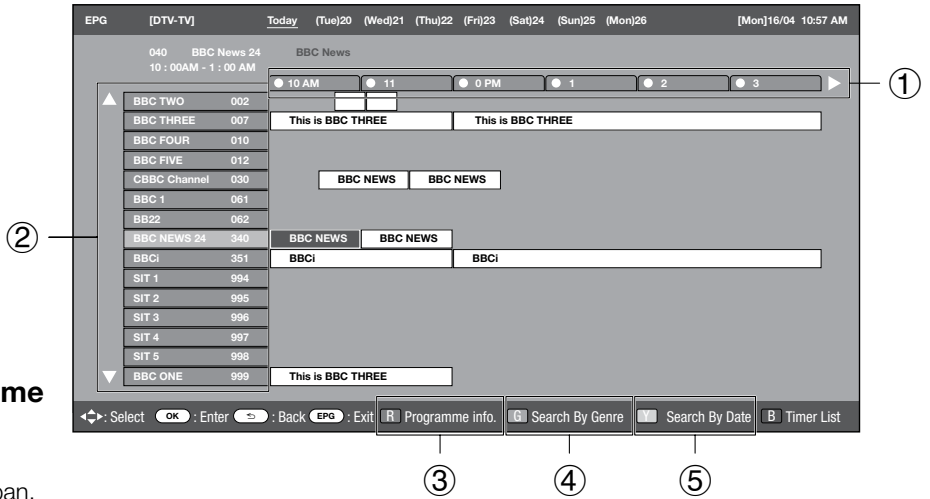 EPG [DTV-TV] Today (Tue)20 (Wed)21 (Thu)22 (Fri)23 (Sat)24 (Sun)25 (Mon)26 [Mon]16/04 10:57 AM
040 BBC News 24 BBC News
10 : 00AM - 1 : 00 AM
10 AM 11 0 PM 1 2 3
①
BBC TWO 002
BBC THREE 007 This is BBC THREE This is BBC THREE
BBC FOUR 010
BBC FIVE 012
CBBC Channel 030 BBC NEWS BBC NEWS
BBC 1 061
BB22 062
②
BBC NEWS 24 340 BBC NEWS BBC NEWS
BBCi 351 BBCi BBCi
SIT 1 994
SIT 2 995
SIT 3 996
SIT 4 997
SIT 5 998
BBC ONE 999 This is BBC THREE
me
: Select OK : Enter : Back EPG : Exit R Programme info. G Search By Genre Y Search By Date B Timer List
③ ④ ⑤
pan.